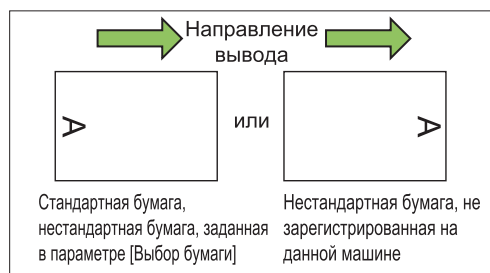 Направление
вывода
A
или
A
Стандартная бумага,
нестандартная бумага, заданная
в параметре [Выбор бумаги]
Нестандартная бумага, не
зарегистрированная на
данной машине